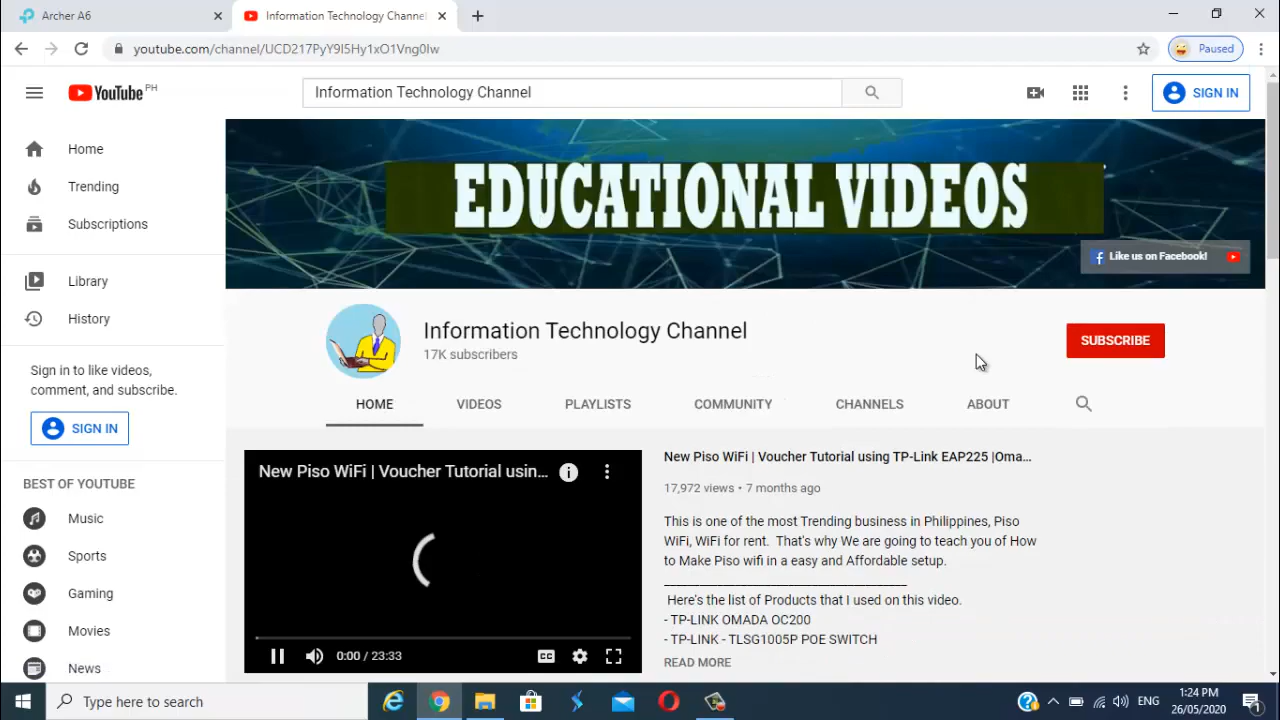 Archer A6
Information Technology Channel
youtube.com/channel/UCD217PyY9I5Hy1xO1Vng0Iw
Paused
YouTube PH
Information Technology Channel
SIGN IN
Home
Trending
Subscriptions
Library
History
Sign in to like videos,
comment, and subscribe.
SIGN IN
BEST OF YOUTUBE
Music
Sports
Gaming
Movies
News
EDUCATIONAL VIDEOS
Like us on Facebook!
Information Technology Channel
17K subscribers
SUBSCRIBE
HOME VIDEOS PLAYLISTS COMMUNITY CHANNELS ABOUT
New Piso WiFi | Voucher Tutorial usin...
0:00 / 23:33
CC
New Piso WiFi | Voucher Tutorial using TP-Link EAP225 |Oma...
17,972 views • 7 months ago
This is one of the most Trending business in Philippines, Piso
WiFi, WiFi for rent. That's why We are going to teach you of How
to Make Piso wifi in a easy and Affordable setup.
Here's the list of Products that I used on this video.
- TP-LINK OMADA OC200
- TP-LINK - TLSG1005P POE SWITCH
READ MORE
Type here to search
ENG
1:24 PM
26/05/2020
1